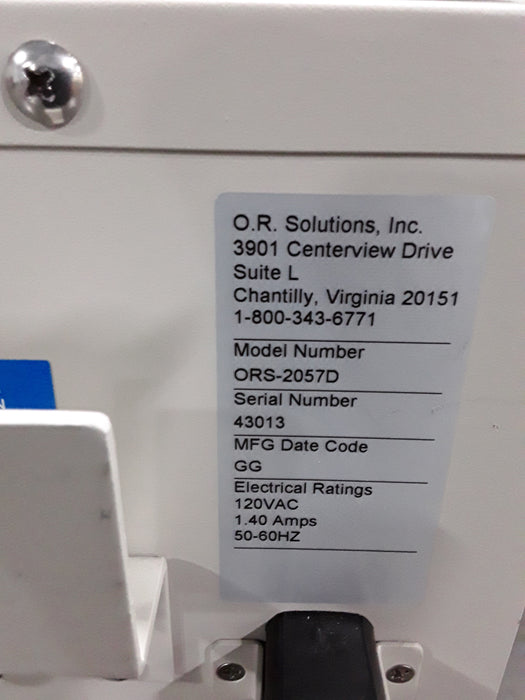 O.R. Solutions, Inc.
3901 Centerview Drive
Suite L
Chantilly, Virginia 20151
1-800-343-6771
Model Number
ORS-2057D
Serial Number
43013
MFG Date Code
GG
Electrical Ratings
120VAC
1.40 Amps
50-60HZ